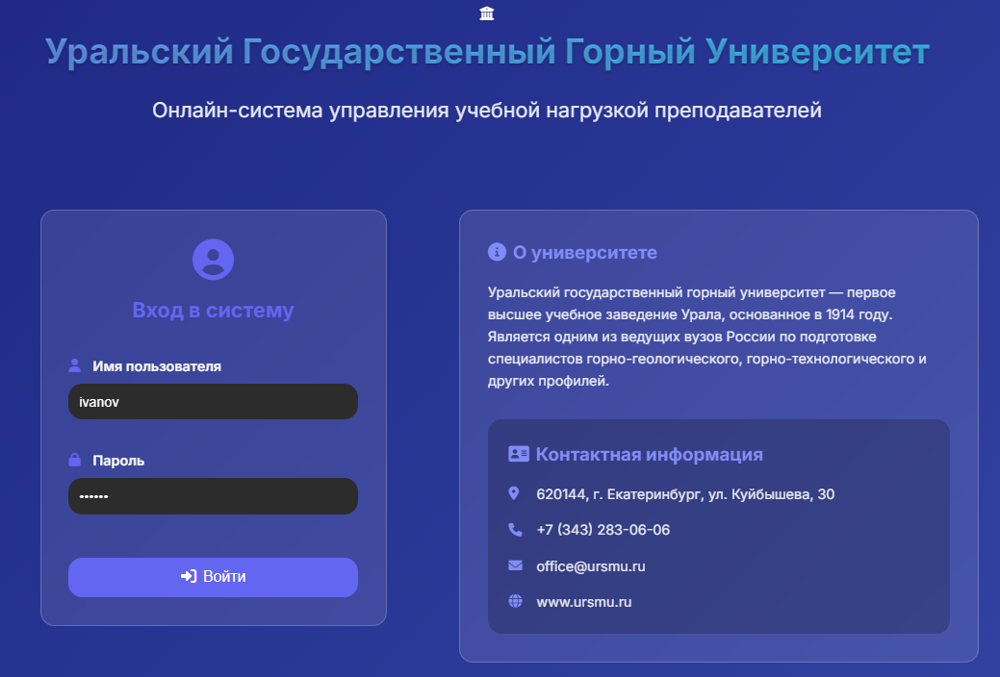 Уральский Государственный Горный Университет
Онлайн-система управления учебной нагрузкой преподавателей
Вход в систему
Имя пользователя
ivanov
Пароль
••••••
Войти
О университете
Уральский государственный горный университет — первое
высшее учебное заведение Урала, основанное в 1914 году.
Является одним из ведущих вузов России по подготовке
специалистов горно-геологического, горно-технологического и
других профилей.
Контактная информация
620144, г. Екатеринбург, ул. Куйбышева, 30
+7 (343) 283-06-06
office@ursmu.ru
www.ursmu.ru